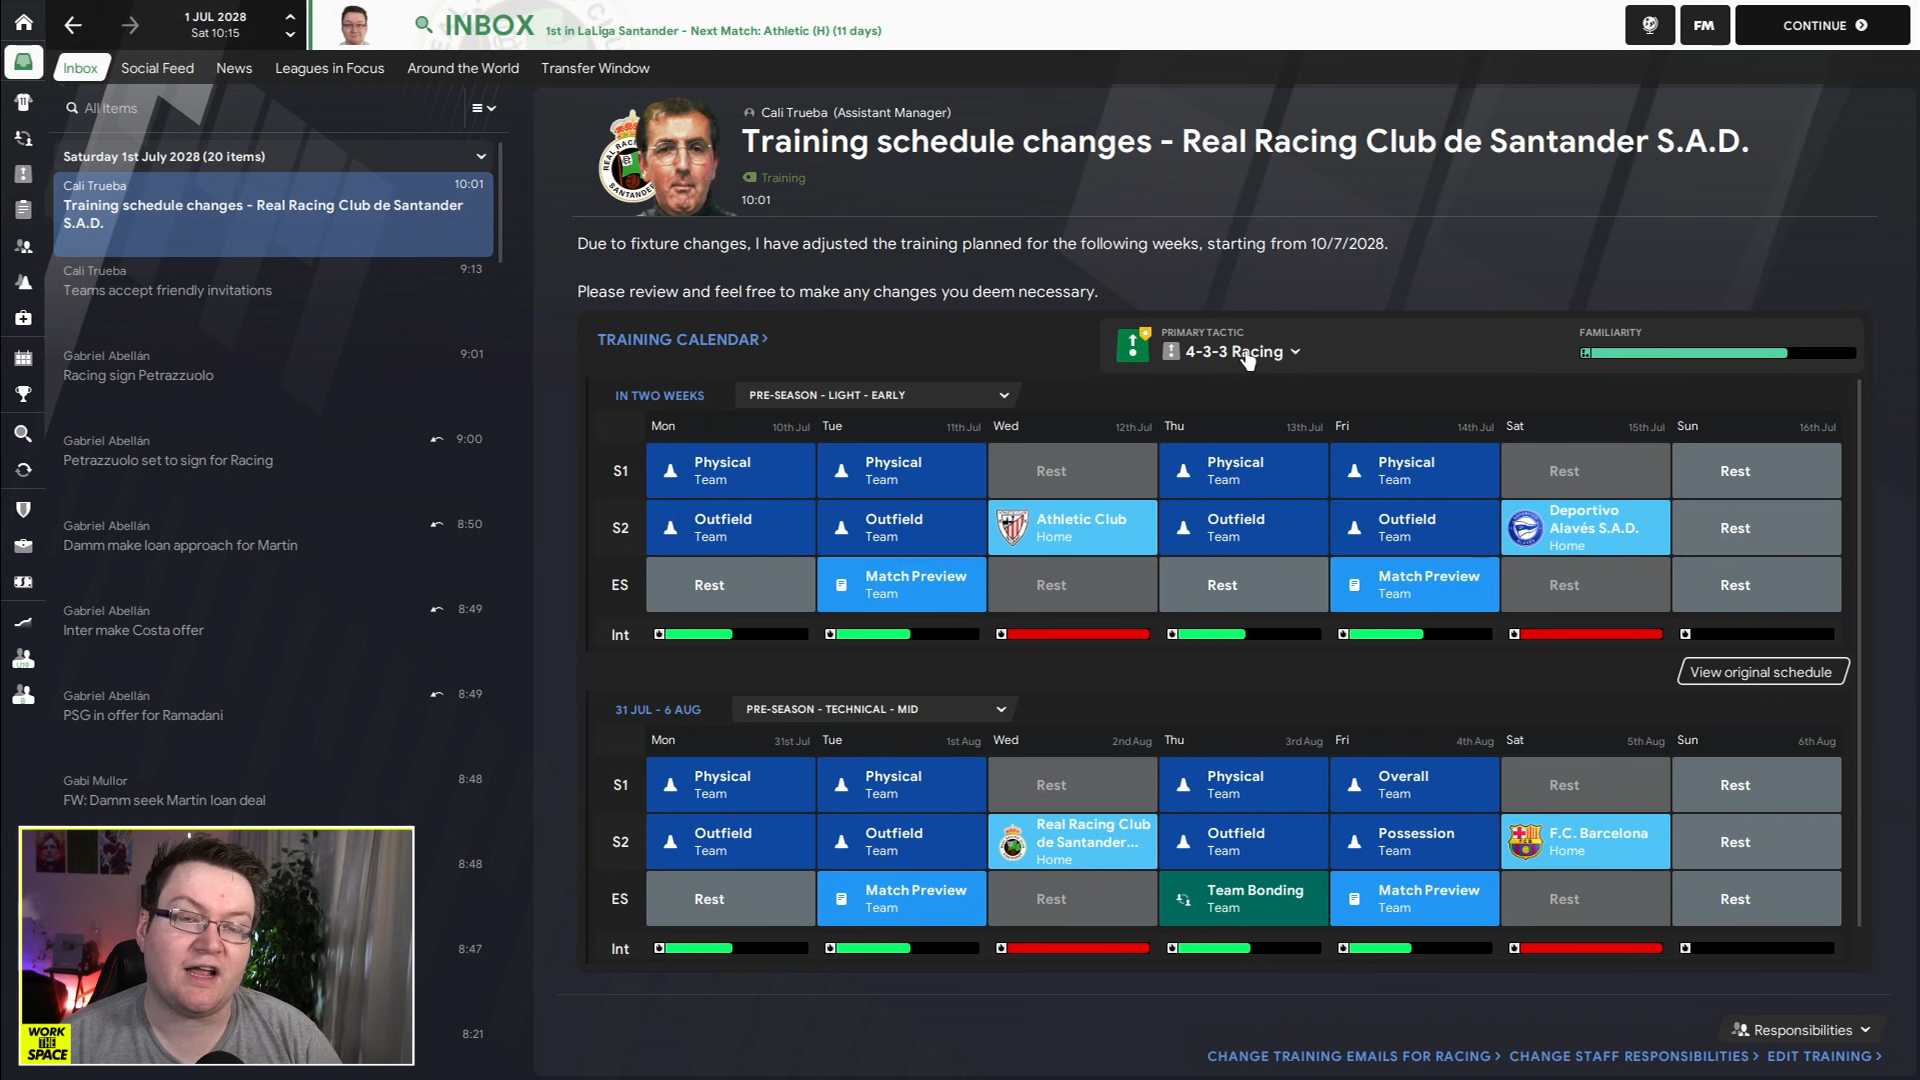 1 JUL 2028
Sat 10:15
INBOX
1st in LaLiga Santander - Next Match: Athletic (H) (11 days)
FM
CONTINUE
Inbox
Social Feed
News
Leagues in Focus
Around the World
Transfer Window
All Items
Saturday 1st July 2028 (20 items)
Cali Trueba
10:01
Training schedule changes - Real Racing Club de Santander
S.A.D.
Cali Trueba
9:13
Teams accept friendly invitations
Gabriel Abellán
9:01
Racing sign Petrazzuolo
Gabriel Abellán
9:00
Petrazzuolo set to sign for Racing
Gabriel Abellán
8:50
Damm make loan approach for Martín
Gabriel Abellán
8:49
Inter make Costa offer
Gabriel Abellán
8:49
PSG in offer for Ramadani
Gabi Mullor
8:48
FW: Damm seek Martín loan deal
8:48
8:47
8:21
WORK
THE
SPACE
Cali Trueba (Assistant Manager)
Training schedule changes - Real Racing Club de Santander S.A.D.
Training
10:01
Due to fixture changes, I have adjusted the training planned for the following weeks, starting from 10/7/2028.
Please review and feel free to make any changes you deem necessary.
TRAINING CALENDAR >
PRIMARY TACTIC
4-3-3 Racing
FAMILIARITY
IN TWO WEEKS
PRE-SEASON - LIGHT - EARLY
Mon 10th Jul Tue 11th Jul Wed 12th Jul Thu 13th Jul Fri 14th Jul Sat 15th Jul Sun 16th Jul
S1
Physical
Team
Physical
Team
Rest
Physical
Team
Physical
Team
Rest
Rest
S2
Outfield
Team
Outfield
Team
Athletic Club
Home
Outfield
Team
Outfield
Team
Deportivo
Alavés S.A.D.
Home
Rest
ES
Rest
Match Preview
Team
Rest
Rest
Match Preview
Team
Rest
Rest
Int
View original schedule
31 JUL - 6 AUG
PRE-SEASON - TECHNICAL - MID
Mon 31st Jul Tue 1st Aug Wed 2nd Aug Thu 3rd Aug Fri 4th Aug Sat 5th Aug Sun 6th Aug
S1
Physical
Team
Physical
Team
Rest
Physical
Team
Overall
Team
Rest
Rest
S2
Outfield
Team
Outfield
Team
Real Racing Club
de Santander...
Home
Outfield
Team
Possession
Team
F.C. Barcelona
Home
Rest
ES
Rest
Match Preview
Team
Rest
Team Bonding
Team
Match Preview
Team
Rest
Rest
Int
Responsibilities
CHANGE TRAINING EMAILS FOR RACING >
CHANGE STAFF RESPONSIBILITIES >
EDIT TRAINING >